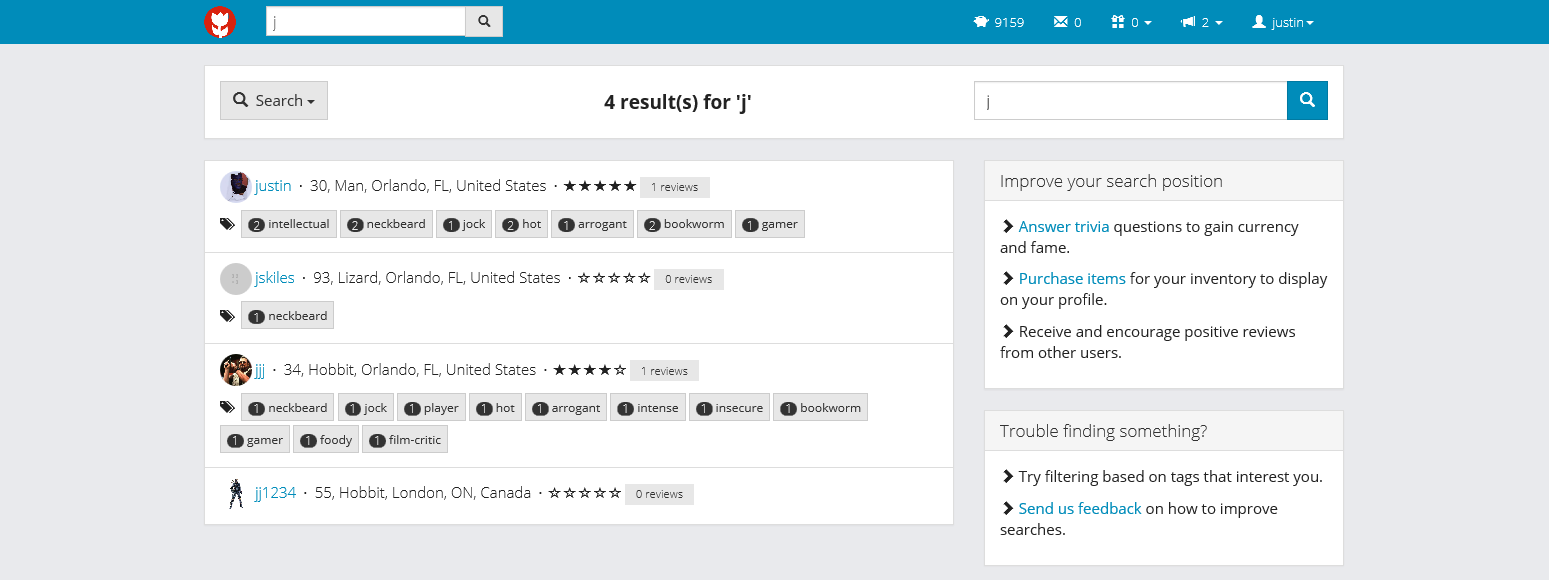 j 9159 0 0 2 justin
Search 4 result(s) for 'j' j
justin · 30, Man, Orlando, FL, United States · ★★★★★ 1 reviews
2 intellectual 2 neckbeard 1 jock 2 hot 1 arrogant 2 bookworm 1 gamer
jskiles · 93, Lizard, Orlando, FL, United States · ☆☆☆☆☆ 0 reviews
1 neckbeard
jjj · 34, Hobbit, Orlando, FL, United States · ★★★★☆ 1 reviews
1 neckbeard 1 jock 1 player 1 hot 1 arrogant 1 intense 1 insecure 1 bookworm
1 gamer 1 foody 1 film-critic
jj1234 · 55, Hobbit, London, ON, Canada · ☆☆☆☆☆ 0 reviews
Improve your search position
Answer trivia questions to gain currency
and fame.
Purchase items for your inventory to display
on your profile.
Receive and encourage positive reviews
from other users.
Trouble finding something?
Try filtering based on tags that interest you.
Send us feedback on how to improve
searches.